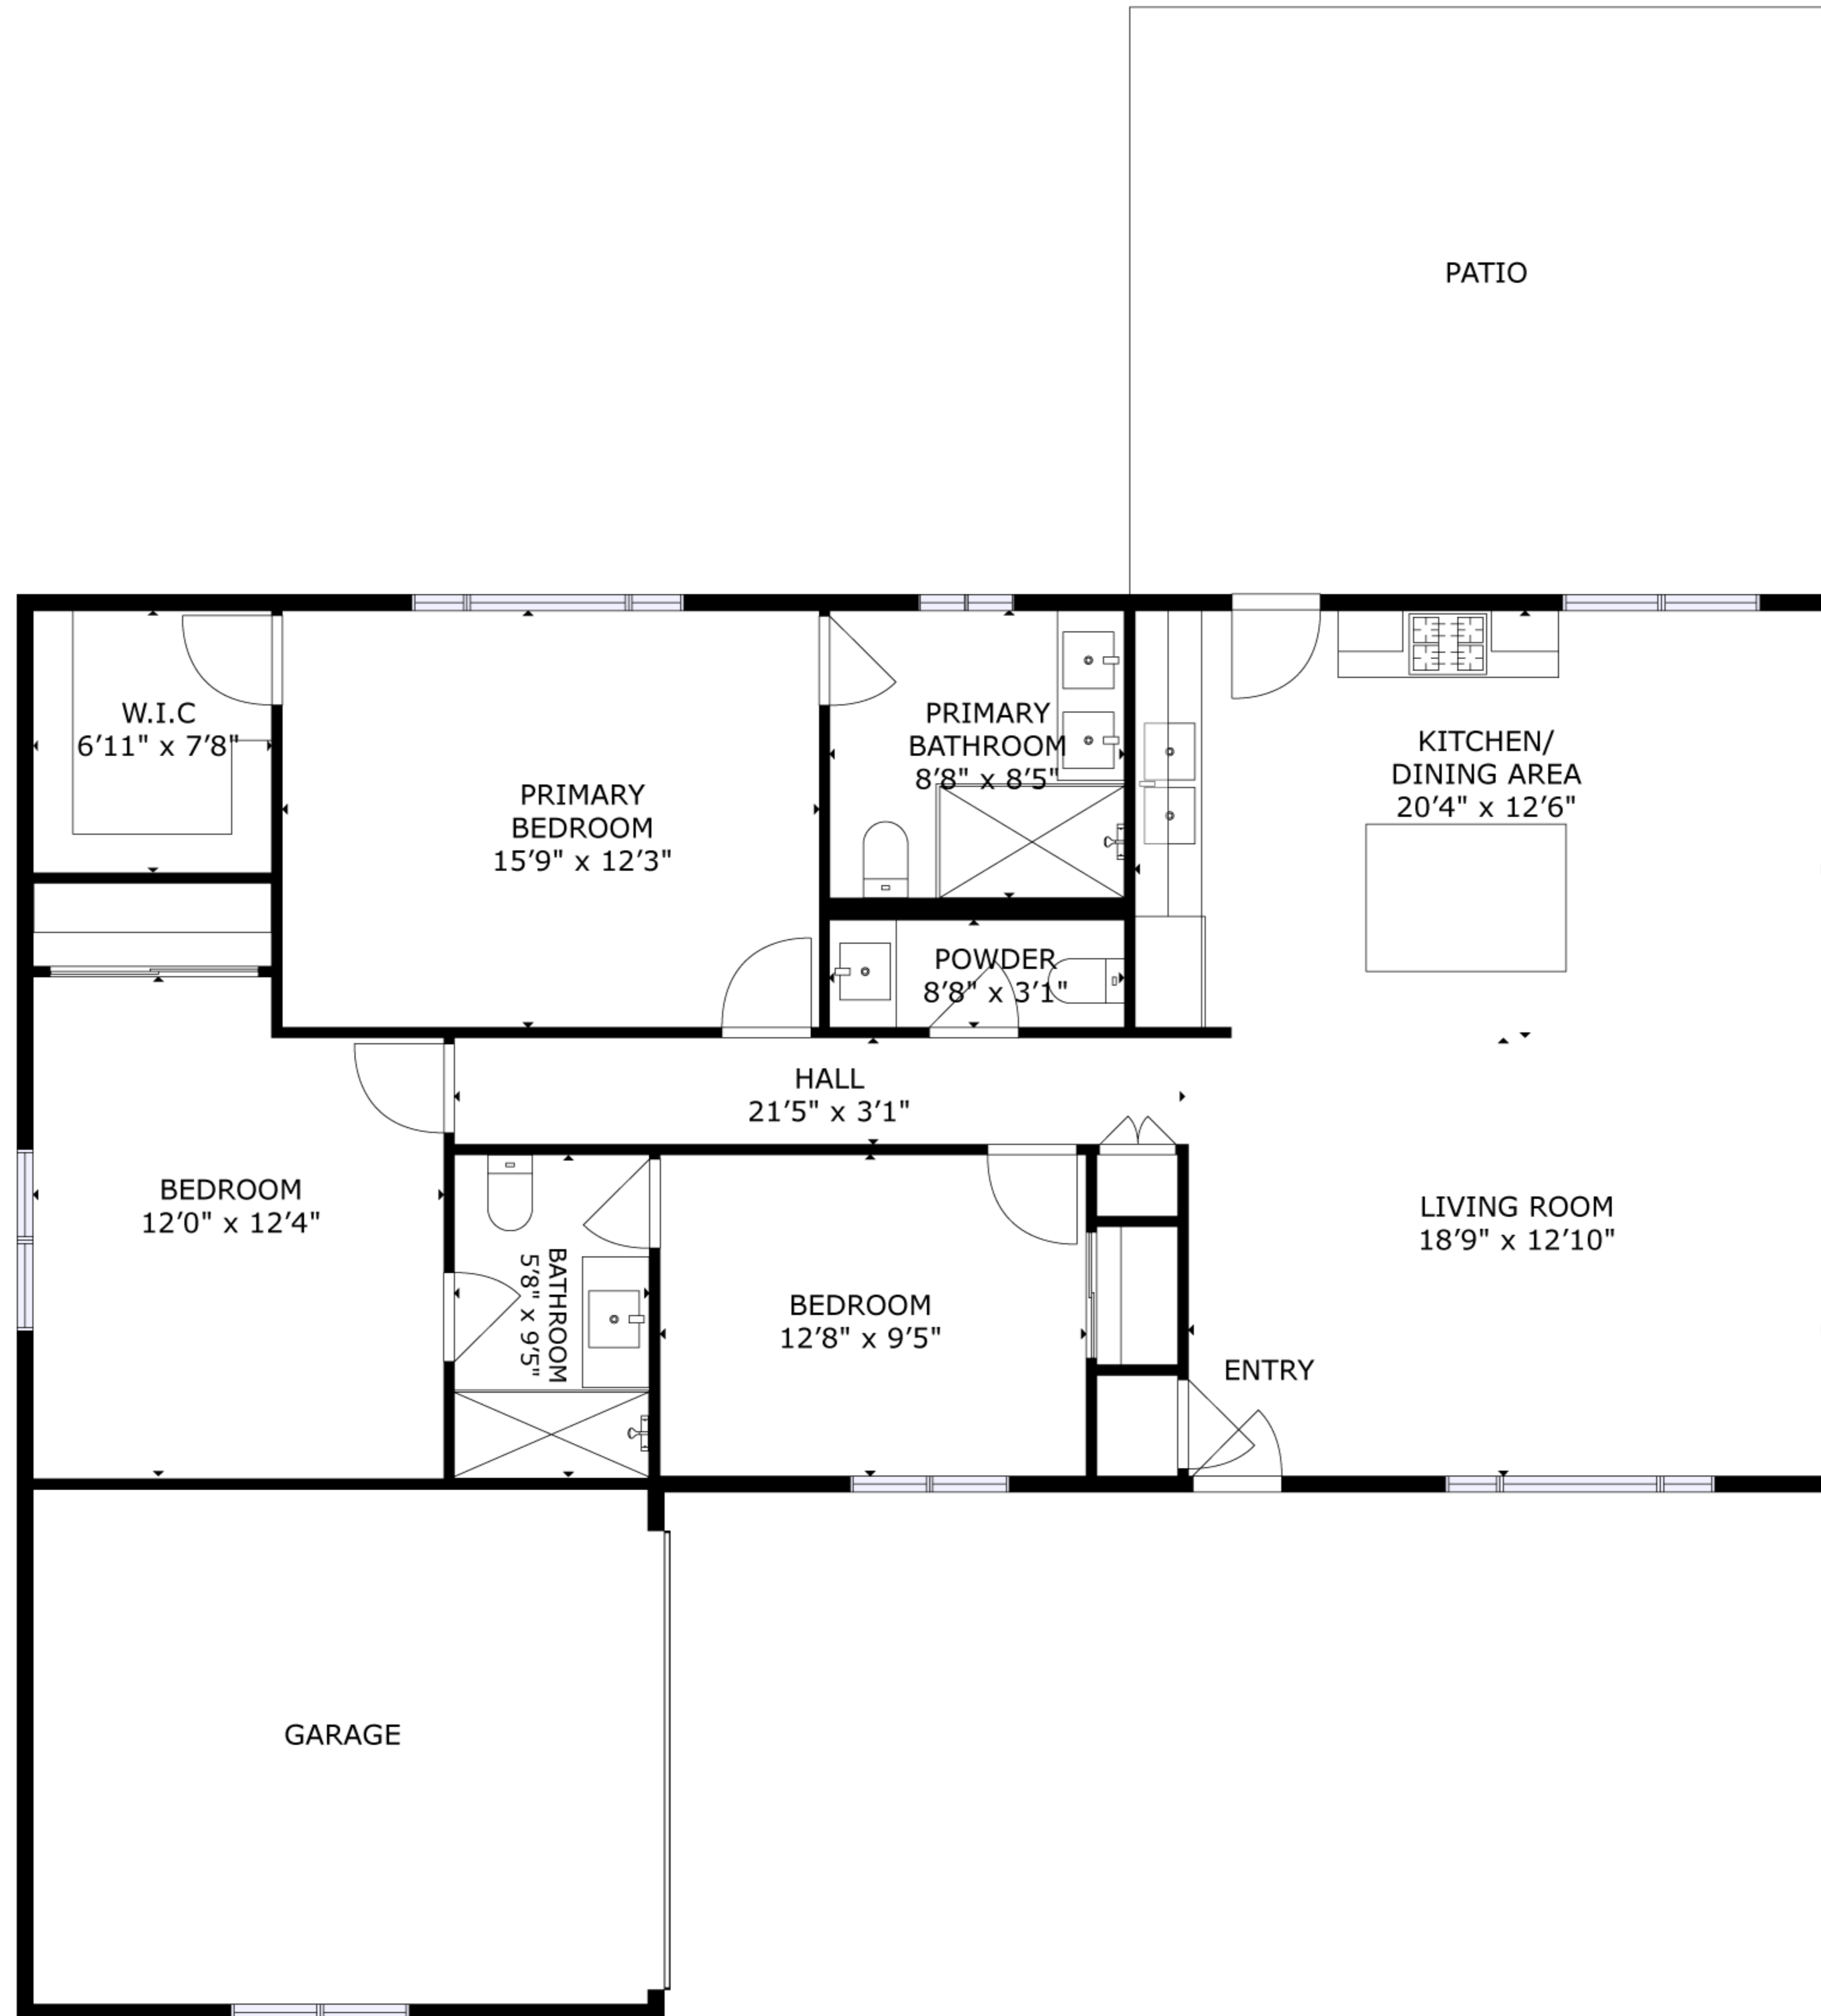 PATIO
W.I.C
6'11" x 7'8"
PRIMARY
BEDROOM
15'9" x 12'3"
PRIMARY
BATHROOM
8'8" x 8'5"
KITCHEN/
DINING AREA
20'4" x 12'6"
POWDER
8'8" x 3'1"
HALL
21'5" x 3'1"
BEDROOM
12'0" x 12'4"
BATHROOM
5'8" x 9'5"
BEDROOM
12'8" x 9'5"
LIVING ROOM
18'9" x 12'10"
ENTRY
GARAGE